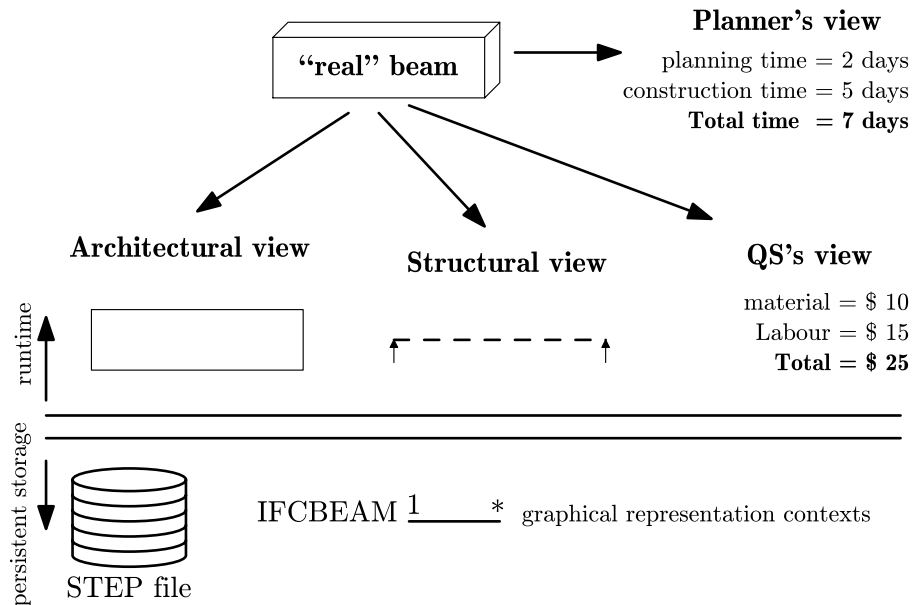 Planner's view
“real” beam
planning time = 2 days
construction time = 5 days
Total time = 7 days
Architectural view
Structural view
QS's view
material = $ 10
Labour = $ 15
Total = $ 25
runtime
persistent storage
IFCBEAM 1 * graphical representation contexts
STEP file